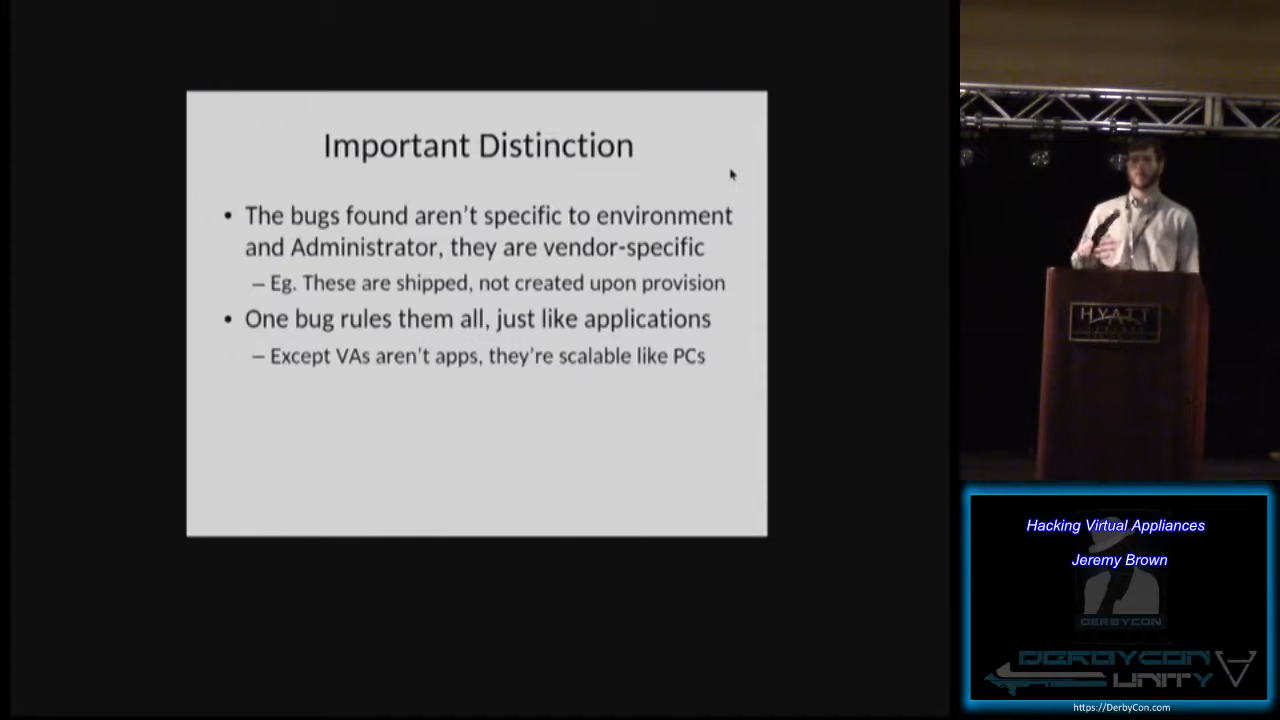 Important Distinction
• The bugs found aren't specific to environment
and Administrator, they are vendor-specific
– Eg. These are shipped, not created upon provision
• One bug rules them all, just like applications
– Except VAs aren't apps, they're scalable like PCs
HYATT
Hacking Virtual Appliances
Jeremy Brown
DERBYCON
DERBYCON
UNITY
https://DerbyCon.com